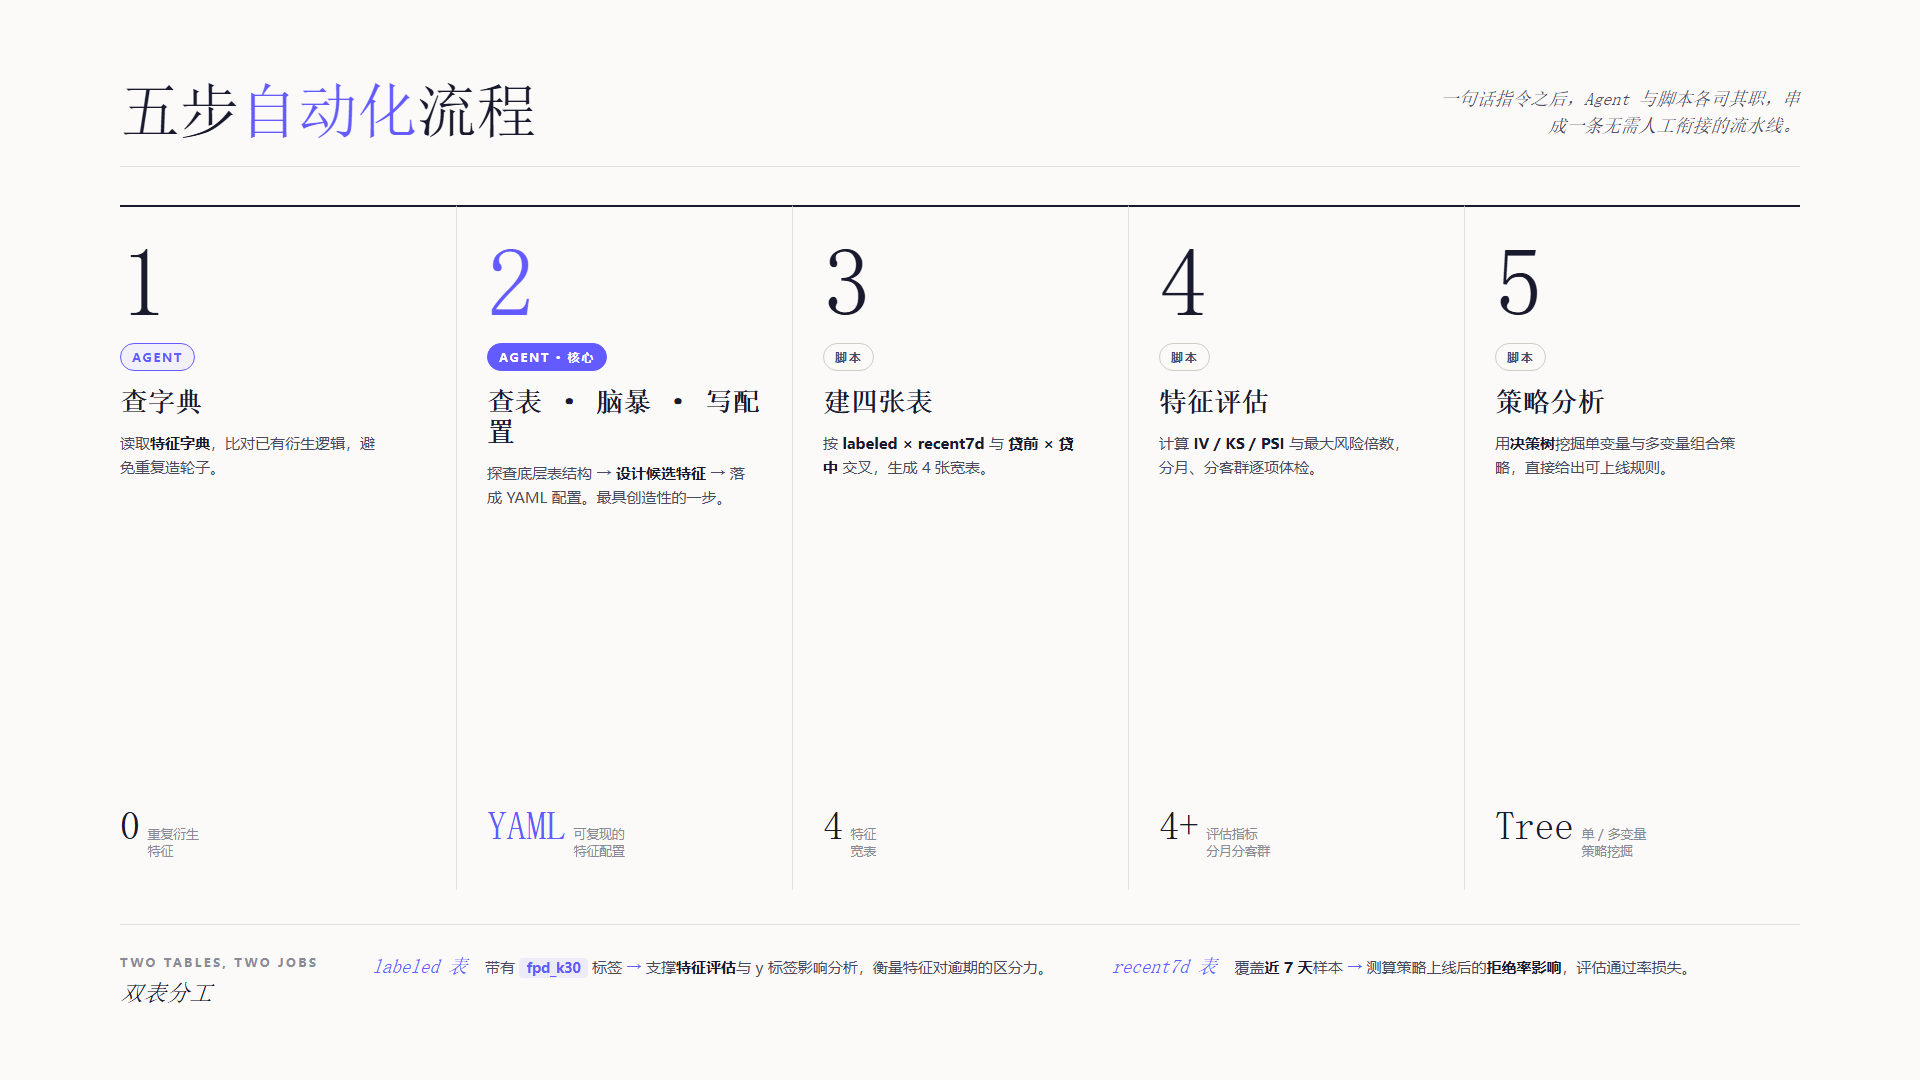 五步自动化流程
一句话指令之后，Agent 与脚本各司其职，串
成一条无需人工衔接的流水线。
1
AGENT
查字典
读取特征字典，比对已有衍生逻辑，避
免重复造轮子。
0 重复衍生
特征
2
AGENT · 核心
查表 · 脑暴 · 写配
置
探查底层表结构 → 设计候选特征 → 落
成 YAML 配置。最具创造性的一步。
YAML 可复现的
特征配置
3
脚本
建四张表
按 labeled × recent7d 与 贷前 × 贷
中 交叉，生成 4 张宽表。
4 特征
宽表
4
脚本
特征评估
计算 IV / KS / PSI 与最大风险倍数，
分月、分客群逐项体检。
4+ 评估指标
分月分客群
5
脚本
策略分析
用决策树挖掘单变量与多变量组合策
略，直接给出可上线规则。
Tree 单 / 多变量
策略挖掘
TWO TABLES, TWO JOBS
双表分工
labeled 表 带有 fpd_k30 标签 → 支撑特征评估与 y 标签影响分析，衡量特征对逾期的区分力。
recent7d 表 覆盖近 7 天样本 → 测算策略上线后的拒绝率影响，评估通过率损失。